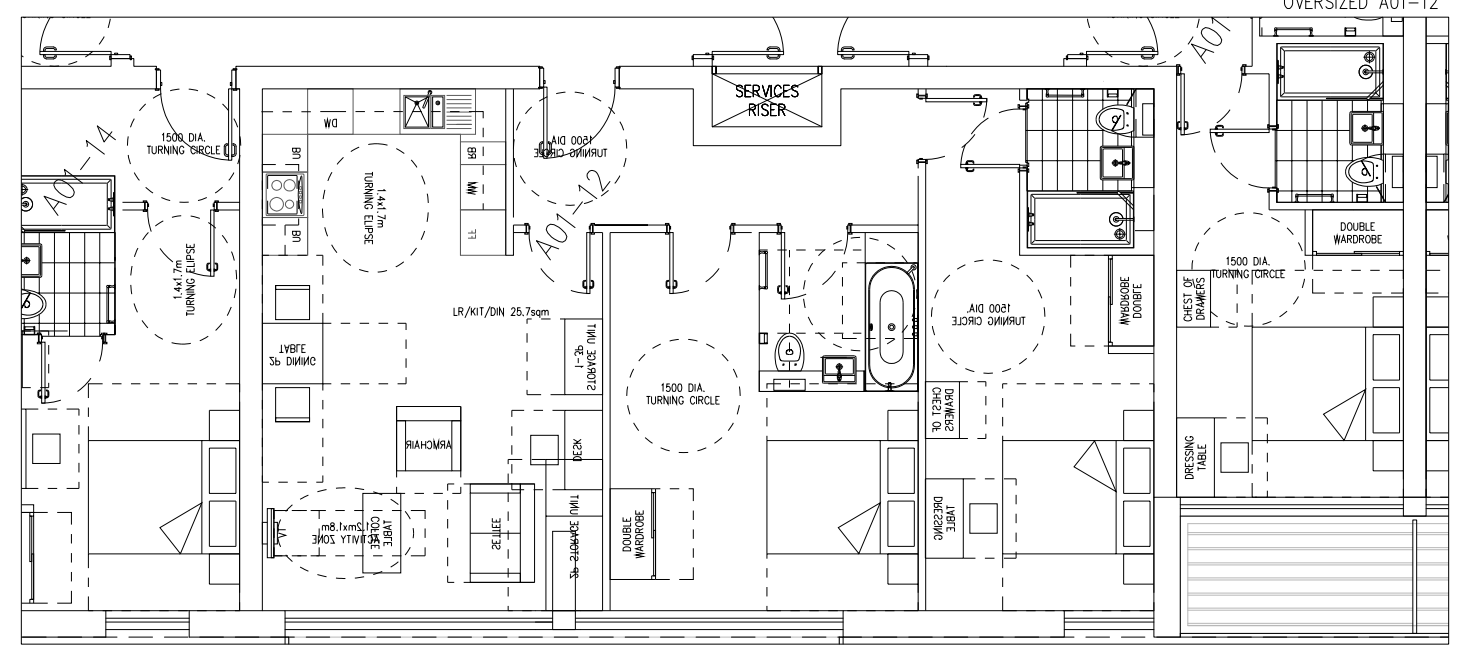 OVERSIZED A01-12
A01-14
1500 DIA.
TURNING CIRCLE
1.4x1.7m
TURNING ELIPSE
DW
BU
BU
RB
MW
FF
1.4x1.7m
TURNING ELIPSE
1500 DIA.
TURNING CIRCLE
A01-12
SERVICES
RISER
LR/KIT/DIN 25.7sqm
2P DINING
TABLE
ARMCHAIR
1.2mx1.8m
ACTIVITY ZONE
COFFEE
TABLE
TV
SETTEE
STORAGE UNIT
1-3P
DESK
2P STORAGE UNIT
DOUBLE
WARDROBE
1500 DIA.
TURNING CIRCLE
1500 DIA.
TURNING CIRCLE
CHEST OF
DRAWERS
DRESSING
TABLE
DOUBLE
WARDROBE
A01
DOUBLE
WARDROBE
1500 DIA.
TURNING CIRCLE
CHEST OF
DRAWERS
DRESSING
TABLE